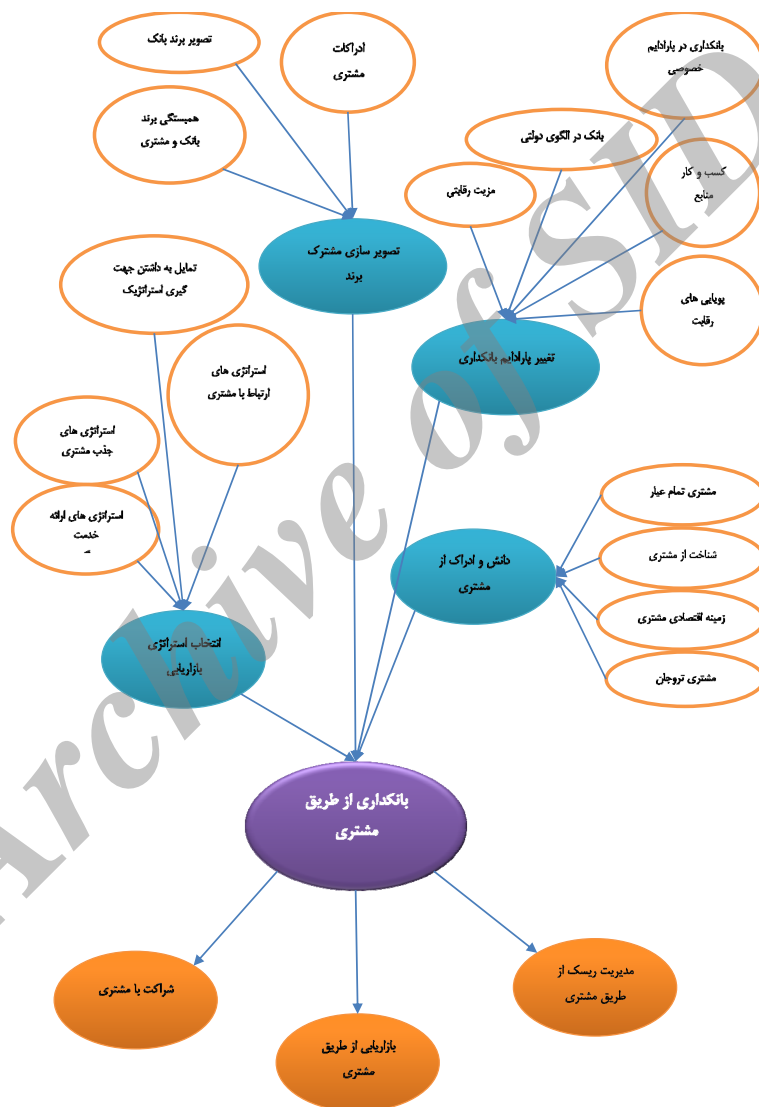 تصویر برند بانک
ادراکات
مشتری
بانکداری در پارادایم
خصوصی
همبستگی برند
بانک و مشتری
بانک در الگوی دولتی
مزیت رقابتی
کسب و کار
منابع
تصویر سازی مشترک
برند
تمایل به داشتن جهت
گیری استراتژیک
پویایی های
رقابت
تغییر پارادایم بانکداری
استراتژی های
ارتباط با مشتری
استراتژی های
جذب مشتری
استراتژی های ارائه
خدمت
مشتری تمام عیار
شناخت از مشتری
زمینه اقتصادی مشتری
مشتری تروجان
دانش و ادراک از
مشتری
انتخاب استراتژی
بازاریابی
بانکداری از طریق
مشتری
شراکت با مشتری
بازاریابی از طریق
مشتری
مدیریت ریسک از
طریق مشتری
Archive of SID